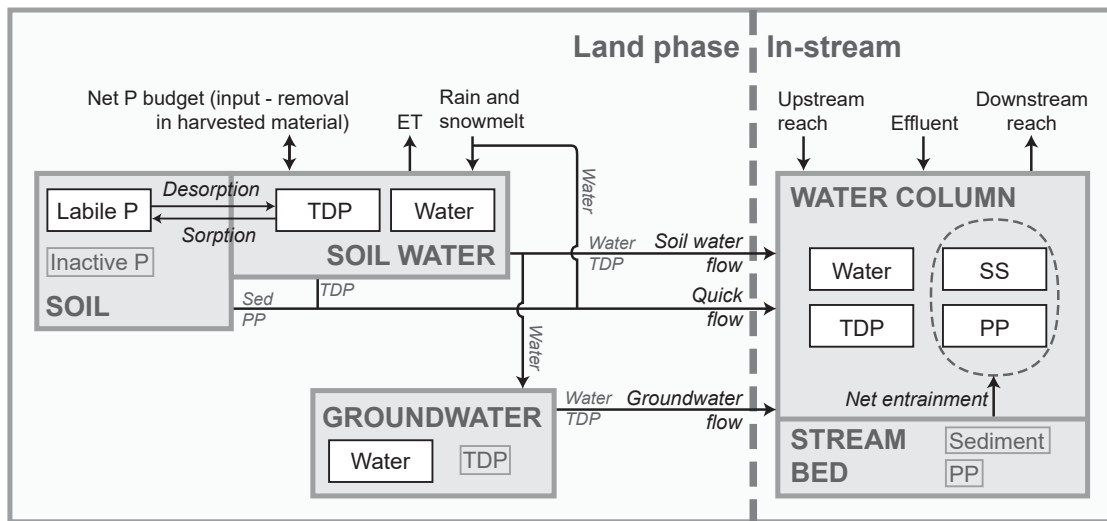 Land phase
In-stream
Net P budget (input - removal
in harvested material)
ET
Rain and
snowmelt
Upstream
reach
Effluent
Downstream
reach
Labile P
Desorption
Sorption
TDP
Water
Inactive P
SOIL WATER
SOIL
Water
Water
TDP
Soil water
flow
TDP
Sed
PP
Quick
flow
Water
GROUNDWATER
Water
TDP
Water
TDP
Groundwater
flow
WATER COLUMN
Water
SS
TDP
PP
Net entrainment
STREAM
BED
Sediment
PP